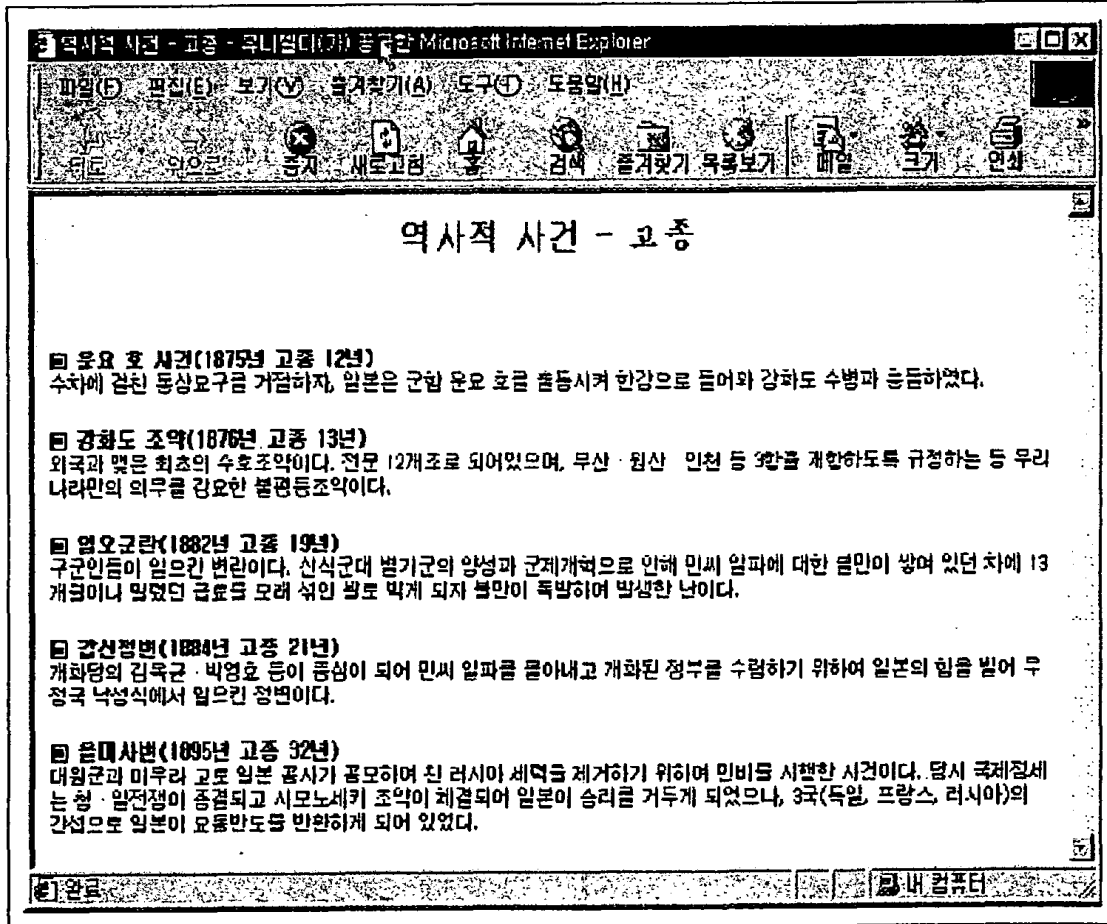 역사적 사건 - 고종 - 유니텔디(가) 공급한 Microsoft Internet Explorer
파일(F) 편집(E) 보기(V) 즐겨찾기(A) 도구(T) 도움말(H)
뒤로 앞으로 중지 새로고침 홈 검색 즐겨찾기 목록보기 메일 크기 인쇄
역사적 사건 - 고종
운요 호 사건(1875년 고종 12년)
수차에 걸친 통상요구를 거절하자, 일본은 군함 운요 호를 출동시켜 한강으로 들어와 강화도 수병과 충돌하였다.
강화도 조약(1876년 고종 13년)
외국과 맺은 최초의 수호조약이다. 전문 12개조로 되어있으며, 부산 · 원산 인천 등 3항을 개항하도록 규정하는 등 우리
나라만의 의무를 강요한 불평등조약이다.
임오군란(1882년 고종 19년)
구군인들이 일으킨 변란이다. 신식군대 별기군의 양성과 군제개혁으로 인해 민씨 일파에 대한 불만이 쌓여 있던 차에 13
개월이나 밀렸던 급료를 모래 섞인 쌀로 받게 되자 불만이 폭발하여 발생한 난이다.
갑신정변(1884년 고종 21년)
개화당의 김옥균 · 박영효 등이 중심이 되어 민씨 일파를 몰아내고 개화된 정부를 수립하기 위하여 일본의 힘을 빌어 우
정국 낙성식에서 일으킨 정변이다.
을미사변(1895년 고종 32년)
대원군과 미우라 고로 일본 공사가 공모하여 친 러시아 세력을 제거하기 위하여 민비를 시해한 사건이다. 당시 국제정세
는 청 · 일전쟁이 종결되고 시모노세키 조약이 체결되어 일본이 승리를 거두게 되었으나, 3국(독일, 프랑스, 러시아)의
간섭으로 일본이 요동반도를 반환하게 되어 있었다.
완료 내 컴퓨터